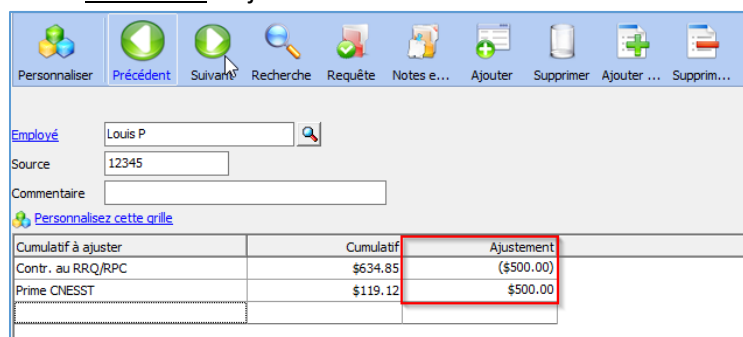 Personnaliser Précédent Suivant Recherche Requête Notes e... Ajouter Supprimer Ajouter ... Supprim...
Employé Louis P
Source 12345
Commentaire
Personnalisez cette grille
Cumulatif à ajuster Cumulatif Ajustement
Contr. au RRQ/RPC $634.85 ($500.00)
Prime CNESST $119.12 $500.00